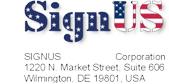 SignUS
SIGNUS Corporation
1220 N. Market Street, Suite 606
Wilmington, DE 19801, USA